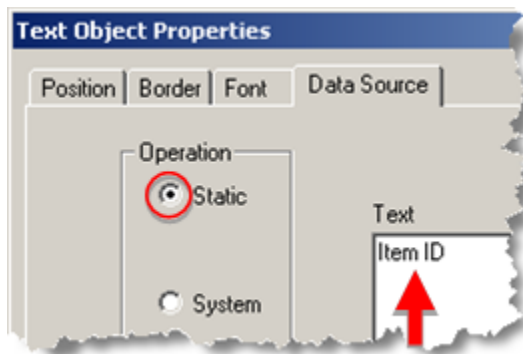 Text Object Properties
Position Border Font Data Source
Operation
Static
Text
Item ID
System